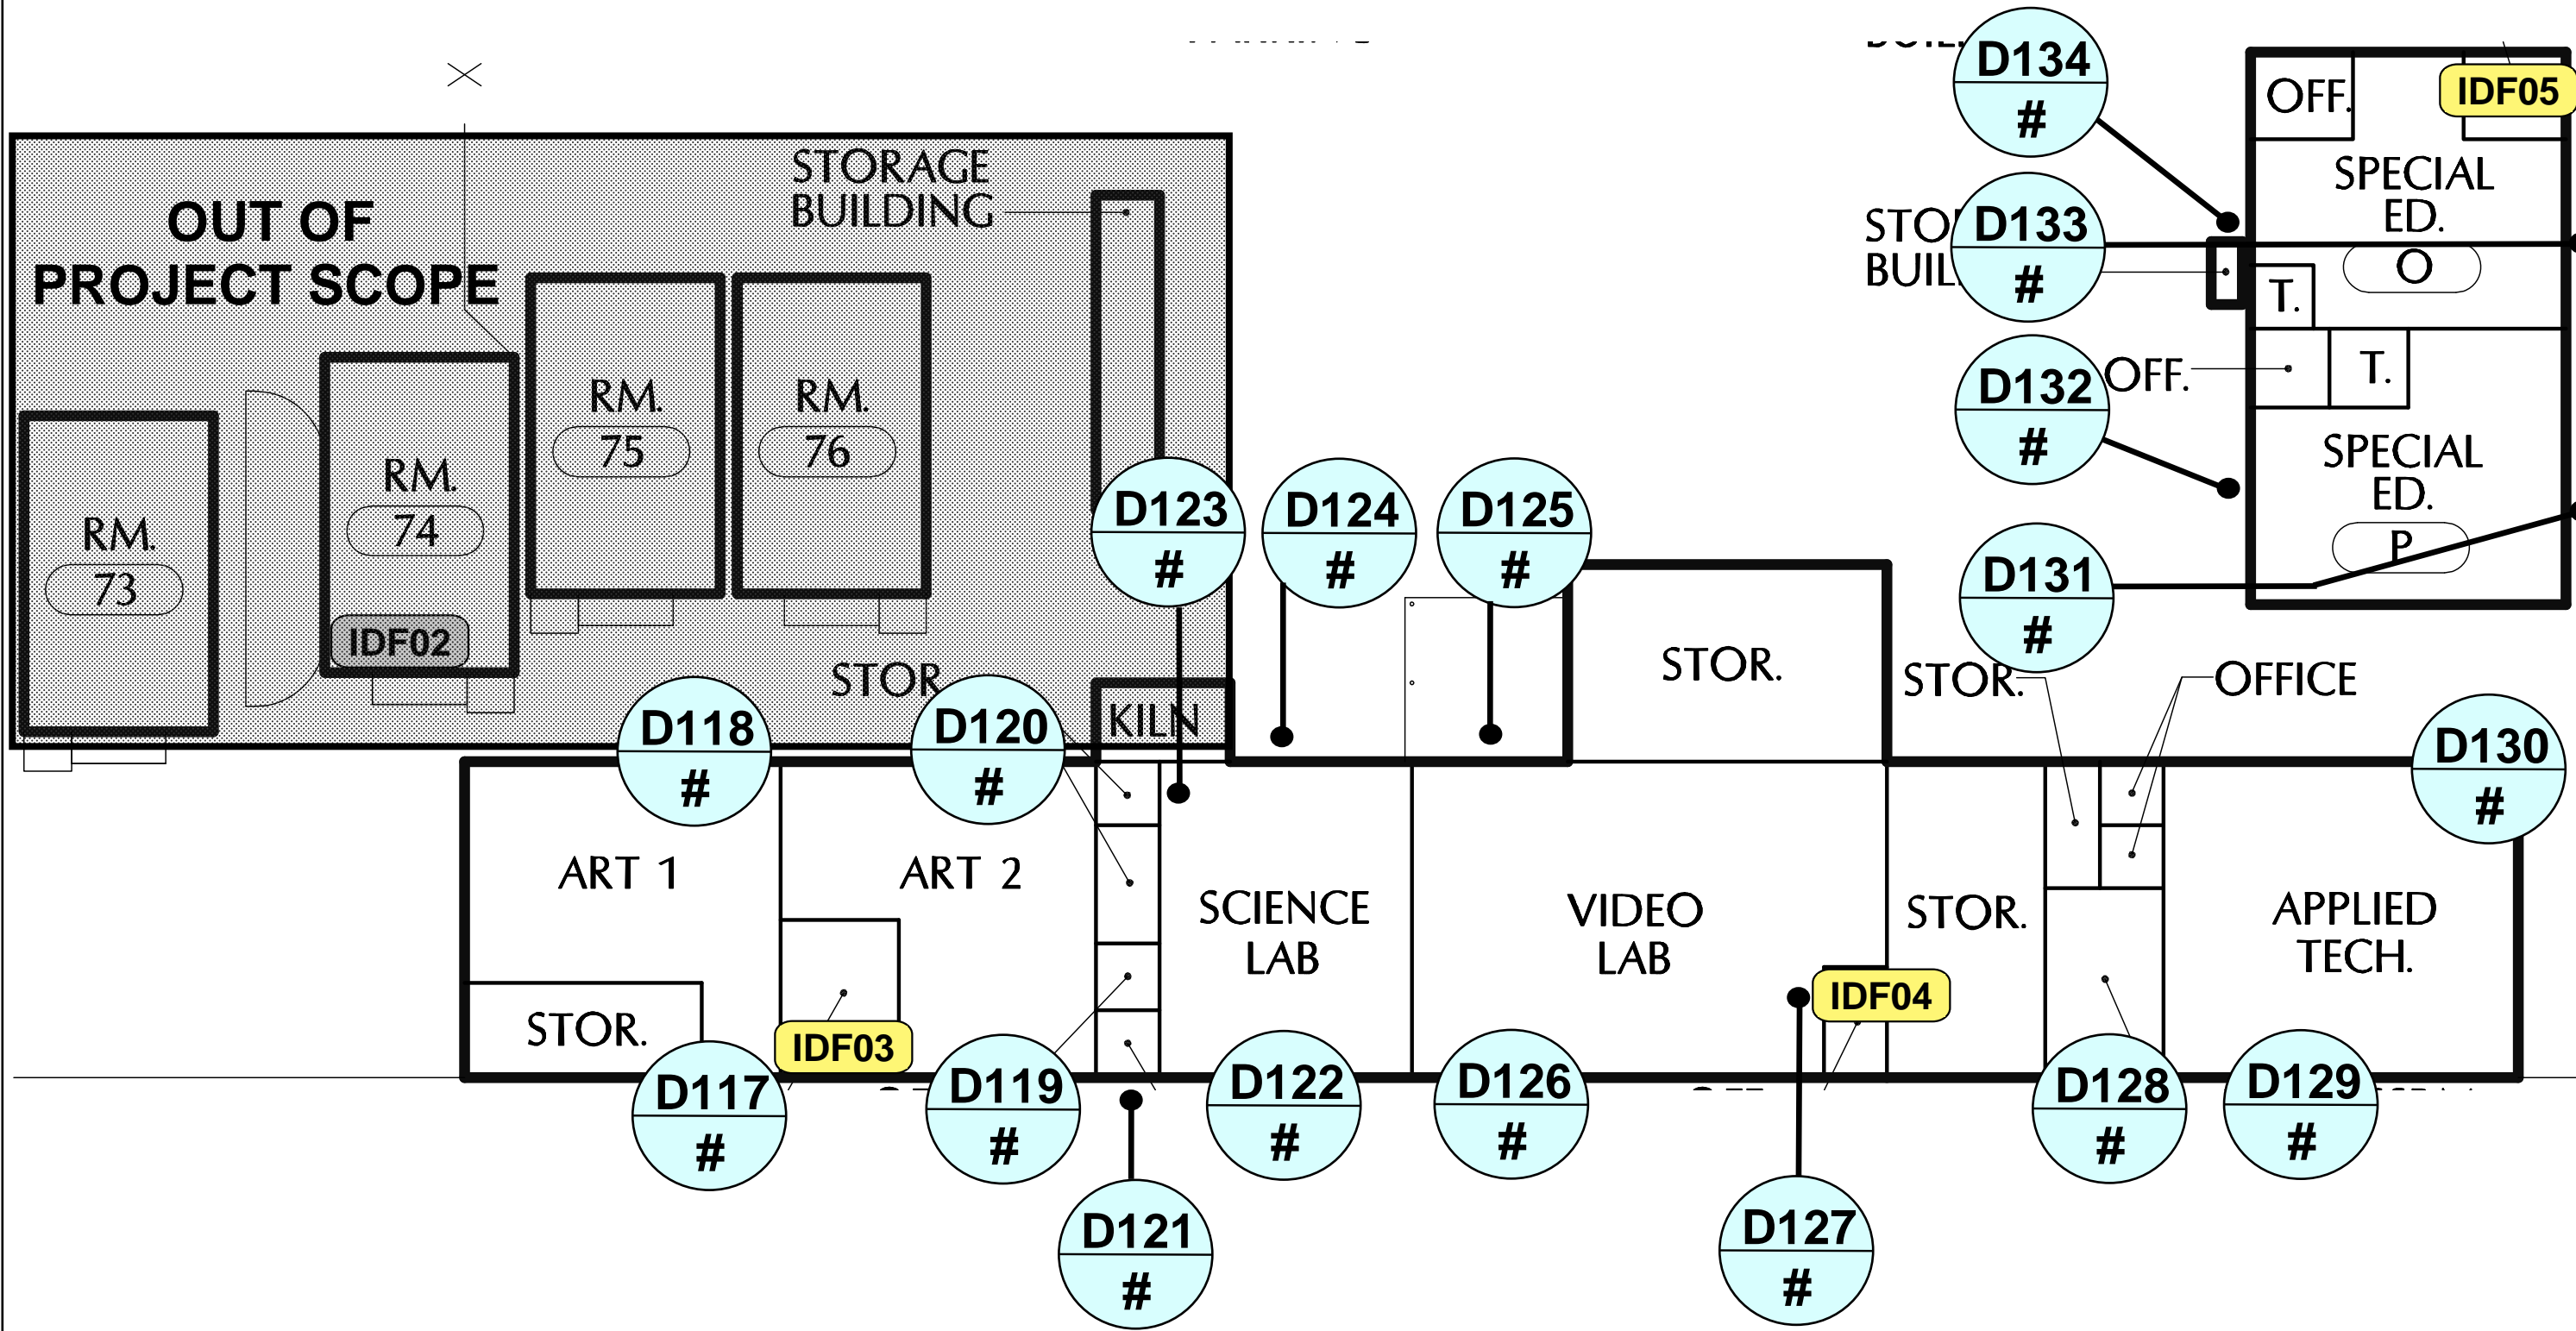 D134
#
OFF.
IDF05
STORAGE
BUILDING
OUT OF
PROJECT SCOPE
SPECIAL
ED.
O
D133
#
T.
OFF.
T.
D132
#
RM.
75
RM.
76
RM.
74
RM.
73
IDF02
SPECIAL
ED.
P
D123
#
D124
#
D125
#
D131
#
STOR.
STOR.
OFFICE
KILN
D118
#
D120
#
D130
#
ART 1
ART 2
SCIENCE
LAB
VIDEO
LAB
STOR.
APPLIED
TECH.
STOR.
IDF03
IDF04
D117
#
D119
#
D122
#
D126
#
D128
#
D129
#
D121
#
D127
#